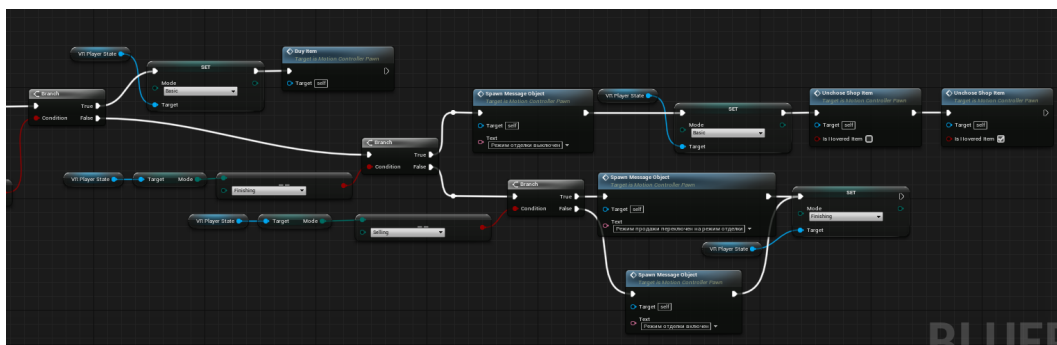 VR Player State
SET
Mode
Basic
Target
Buy Item
Target is Motion Controller Pawn
Target self
Branch
True
Condition
False
Spawn Message Object
Target is Motion Controller Pawn
Target self
Text
Режим отделки выключен
VR Player State
SET
Mode
Basic
Target
Unchose Shop Item
Target is Motion Controller Pawn
Target self
Is Hovered Item
Unchose Shop Item
Target is Motion Controller Pawn
Target self
Is Hovered Item
Branch
True
Condition
False
VR Player State
Target Mode
==
Finishing
Branch
True
Condition
False
Spawn Message Object
Target is Motion Controller Pawn
Target self
Text
Режим продажи переключен на режим отделки
SET
Mode
Finishing
Target
VR Player State
Target Mode
==
Selling
VR Player State
Spawn Message Object
Target is Motion Controller Pawn
Target self
Text
Режим отделки включен